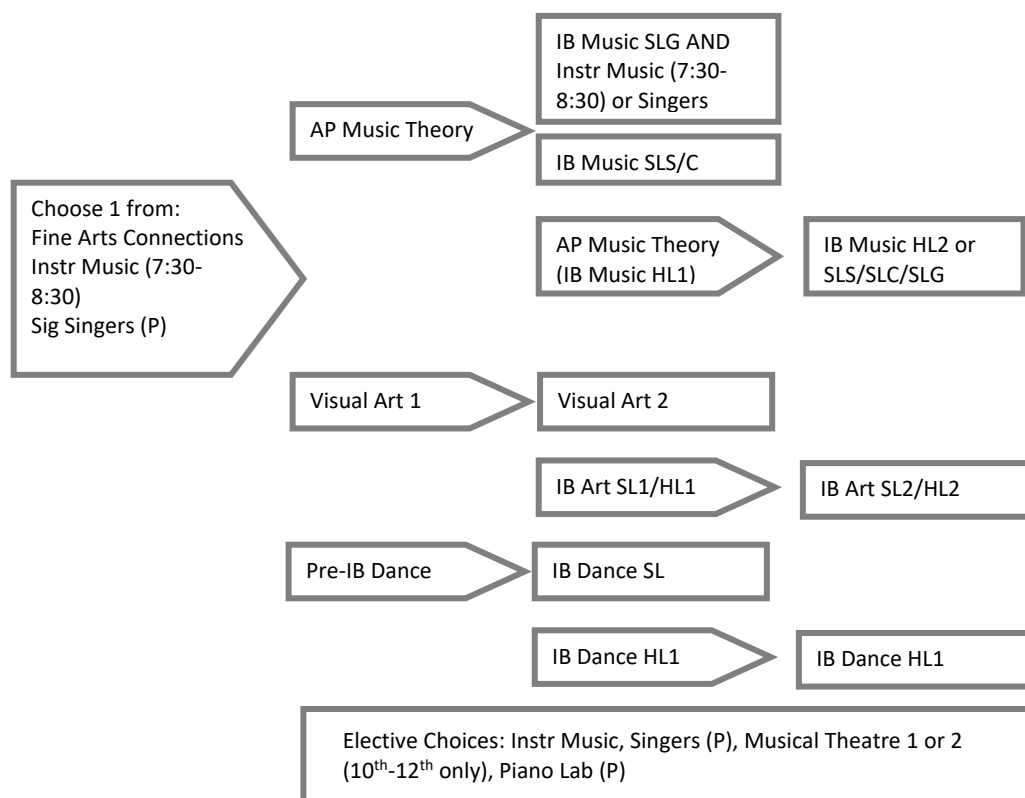 IB Music SLG AND
Instr Music (7:30-
8:30) or Singers
AP Music Theory
IB Music SLS/C
Choose 1 from:
Fine Arts Connections
Instr Music (7:30-
8:30)
Sig Singers (P)
AP Music Theory
(IB Music HL1)
IB Music HL2 or
SLS/SLC/SLG
Visual Art 1
Visual Art 2
IB Art SL1/HL1
IB Art SL2/HL2
Pre-IB Dance
IB Dance SL
IB Dance HL1
IB Dance HL1
Elective Choices: Instr Music, Singers (P), Musical Theatre 1 or 2
(10th-12th only), Piano Lab (P)